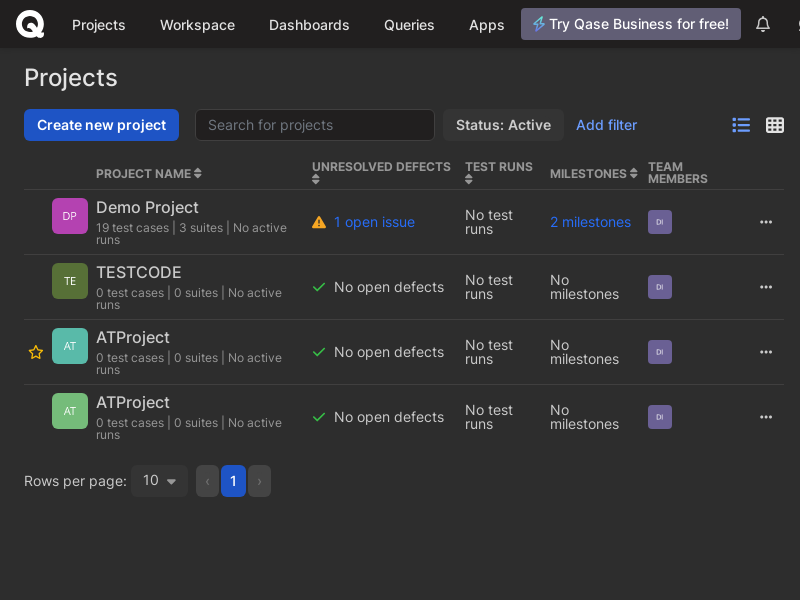 Projects Workspace Dashboards Queries Apps Try Qase Business for free!
Projects
Create new project Search for projects Status: Active Add filter
PROJECT NAME UNRESOLVED DEFECTS TEST RUNS MILESTONES TEAM MEMBERS
DP Demo Project
19 test cases | 3 suites | No active runs
1 open issue
No test runs
2 milestones
DI
TE TESTCODE
0 test cases | 0 suites | No active runs
No open defects
No test runs
No milestones
DI
AT ATProject
0 test cases | 0 suites | No active runs
No open defects
No test runs
No milestones
DI
AT ATProject
0 test cases | 0 suites | No active runs
No open defects
No test runs
No milestones
DI
Rows per page: 10 ‹ 1 ›